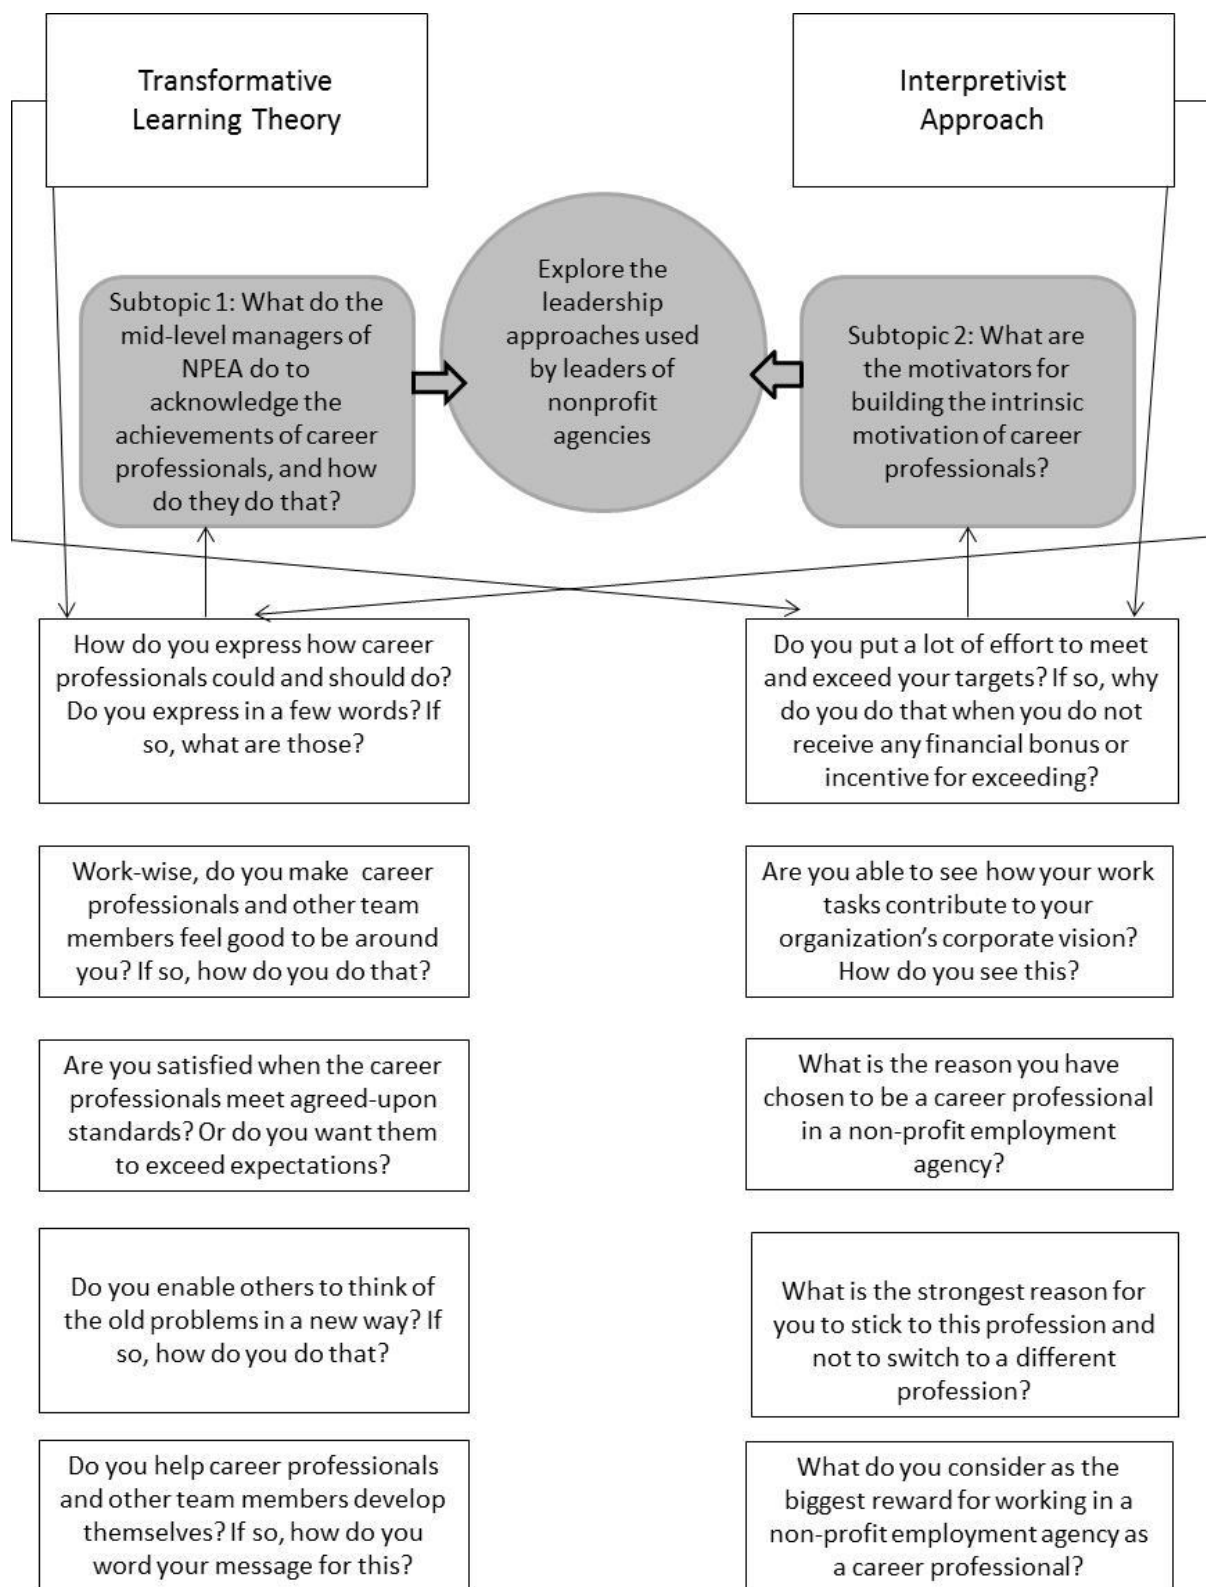 Transformative
Learning Theory
Interpretivist
Approach
Subtopic 1: What do the
mid-level managers of
NPEA do to
acknowledge the
achievements of career
professionals, and how
do they do that?
Explore the
leadership
approaches used
by leaders of
nonprofit
agencies
Subtopic 2: What are
the motivators for
building the intrinsic
motivation of career
professionals?
How do you express how career
professionals could and should do?
Do you express in a few words? If
so, what are those?
Do you put a lot of effort to meet
and exceed your targets? If so, why
do you do that when you do not
receive any financial bonus or
incentive for exceeding?
Work-wise, do you make career
professionals and other team
members feel good to be around
you? If so, how do you do that?
Are you able to see how your work
tasks contribute to your
organization’s corporate vision?
How do you see this?
Are you satisfied when the career
professionals meet agreed-upon
standards? Or do you want them
to exceed expectations?
What is the reason you have
chosen to be a career professional
in a non-profit employment
agency?
Do you enable others to think of
the old problems in a new way? If
so, how do you do that?
What is the strongest reason for
you to stick to this profession and
not to switch to a different
profession?
Do you help career professionals
and other team members develop
themselves? If so, how do you
word your message for this?
What do you consider as the
biggest reward for working in a
non-profit employment agency as
a career professional?